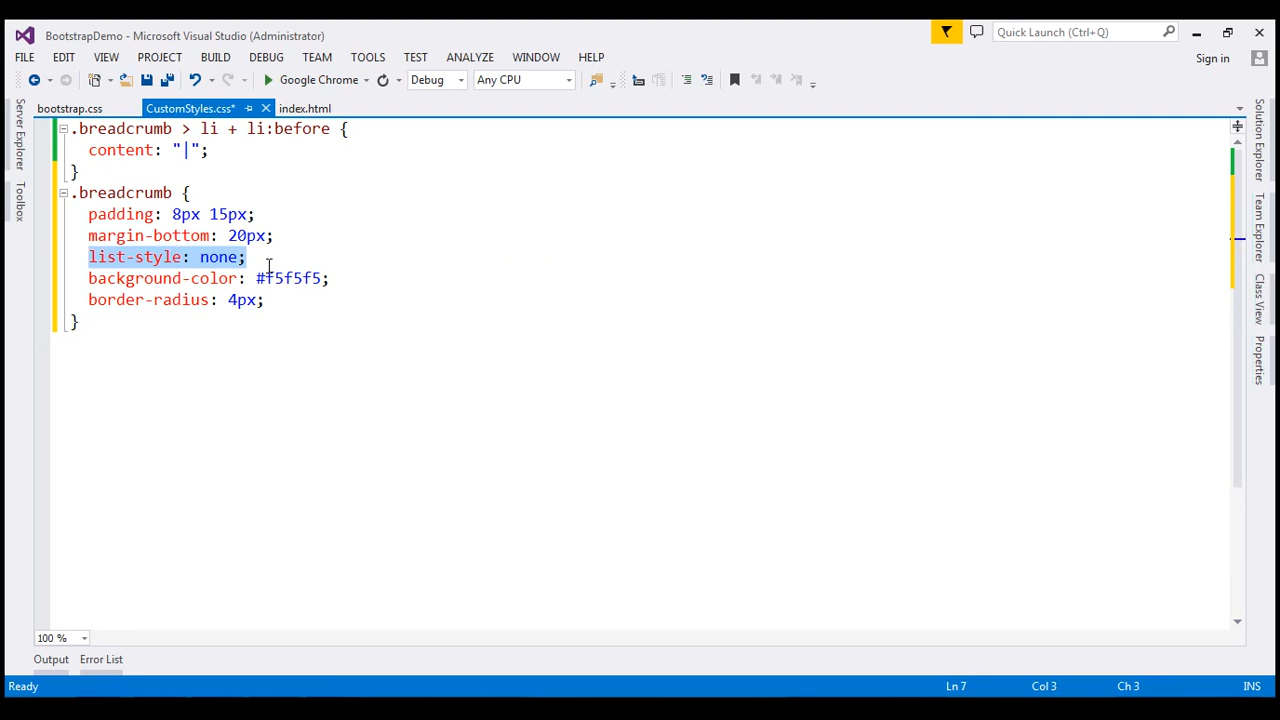 BootstrapDemo - Microsoft Visual Studio (Administrator)
Quick Launch (Ctrl+Q)
FILE EDIT VIEW PROJECT BUILD DEBUG TEAM TOOLS TEST ANALYZE WINDOW HELP
Sign in
Google Chrome Debug Any CPU
bootstrap.css CustomStyles.css* index.html
Server Explorer
Toolbox
.breadcrumb > li + li:before {
content: "|";
}
.breadcrumb {
padding: 8px 15px;
margin-bottom: 20px;
list-style: none;
background-color: #f5f5f5;
border-radius: 4px;
}
Solution Explorer
Team Explorer
Class View
Properties
100 %
Output Error List
Ready Ln 7 Col 3 Ch 3 INS